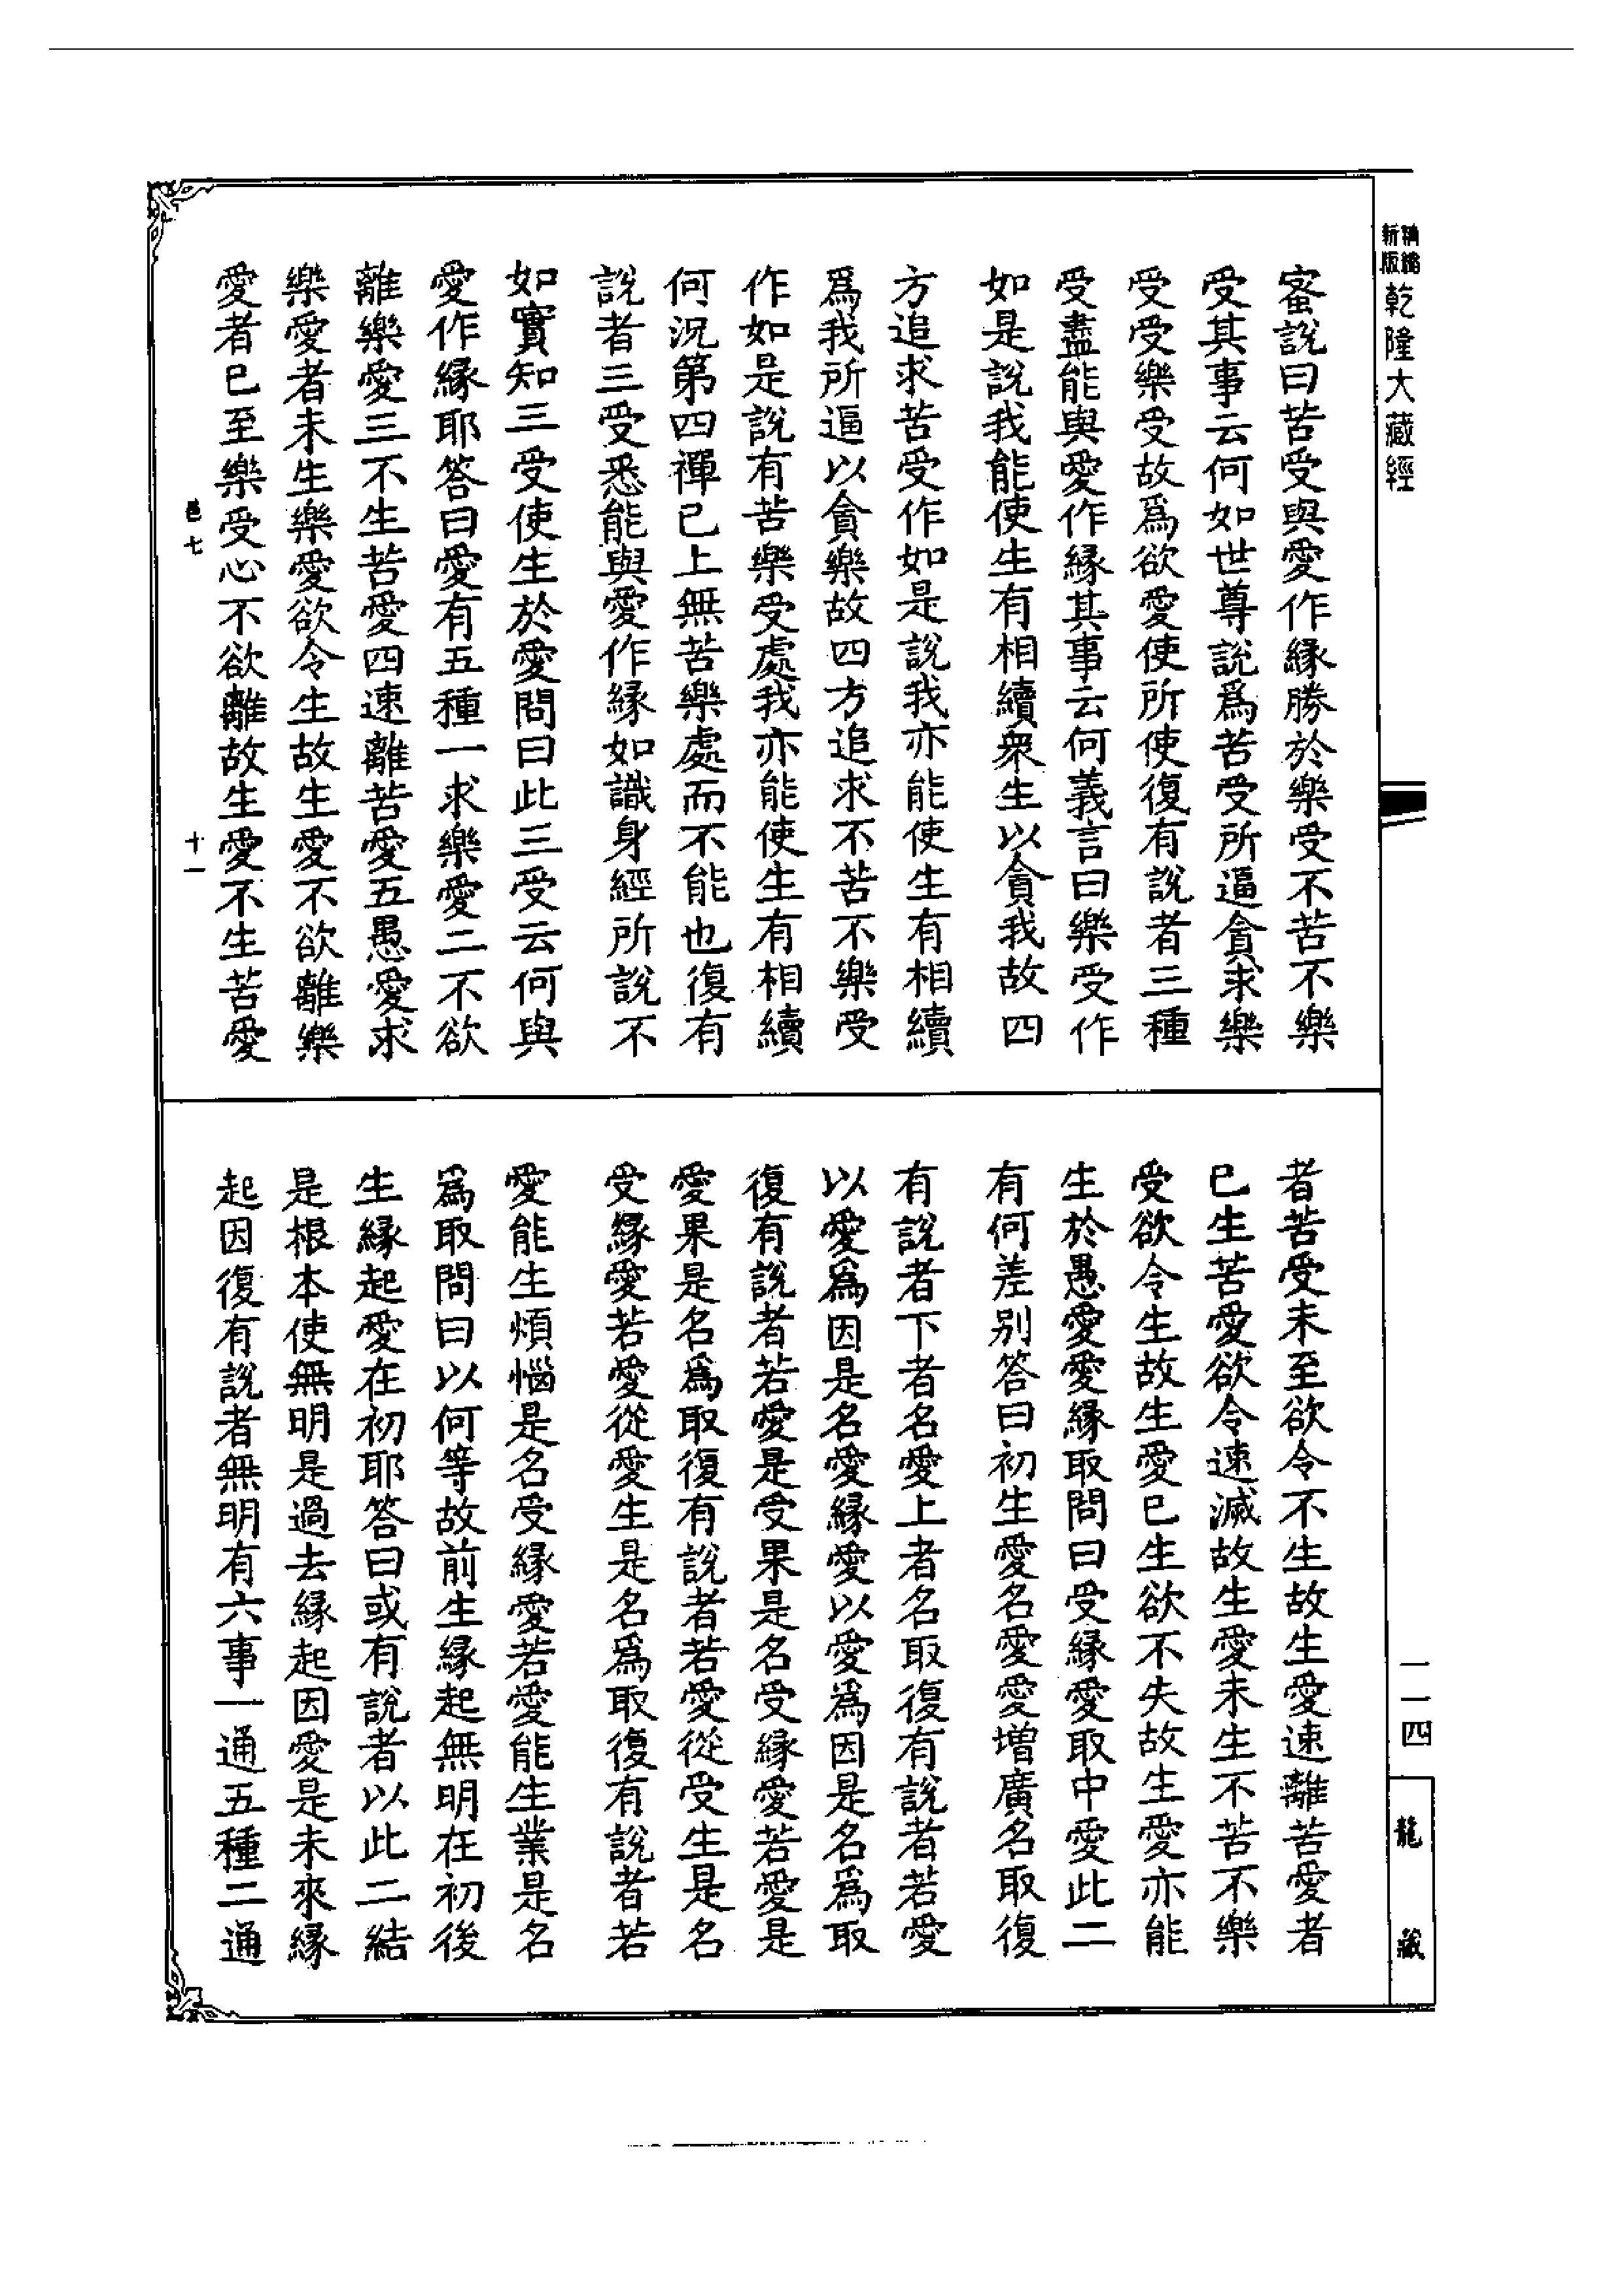 新版精縮
乾隆大藏經
一一四
龍藏
蜜說曰苦受與愛作緣勝於樂受不苦不樂
受其事云何如世尊說爲苦受所逼貪求樂
受受樂受故爲欲愛使所使復有說者三種
受盡能與愛作緣其事云何義言曰樂受作
如是說我能使生有相續衆生以貪我故四
方追求苦受作如是說我亦能使生有相續
爲我所逼以貪樂故四方追求不苦不樂受
作如是說有苦樂受處我亦能使生有相續
何況第四禪已上無苦樂處而不能也復有
說者三受悉能與愛作緣如識身經所說不
如實知三受使生於愛問曰此三受云何與
愛作緣耶答曰愛有五種一求樂愛二不欲
離樂愛三不生苦愛四速離苦愛五愚愛求
樂愛者未生樂愛欲令生故生愛不欲離樂
愛者已至樂受心不欲離故生愛不生苦愛
邑七
十一
者苦受未至欲令不生故生愛速離苦愛者
已生苦愛欲令速滅故生愛未生不苦不樂
受欲令生故生愛已生欲不失故生愛亦能
生於愚愛愛緣取問曰受緣愛取中愛此二
有何差別答曰初生愛名愛愛增廣名取復
有說者下者名愛上者名取復有說者若愛
以愛爲因是名愛緣愛以愛爲因是名爲取
復有說者若愛是受果是名受緣愛若愛是
愛果是名爲取復有說者若愛從受生是名
受緣愛若愛從愛生是名爲取復有說者若
愛能生煩惱是名受緣愛若愛能生業是名
爲取問曰以何等故前生緣起無明在初後
生緣起愛在初耶答曰或有說者以此二結
是根本使無明是過去緣起因愛是未來緣
起因復有說者無明有六事一通五種二通